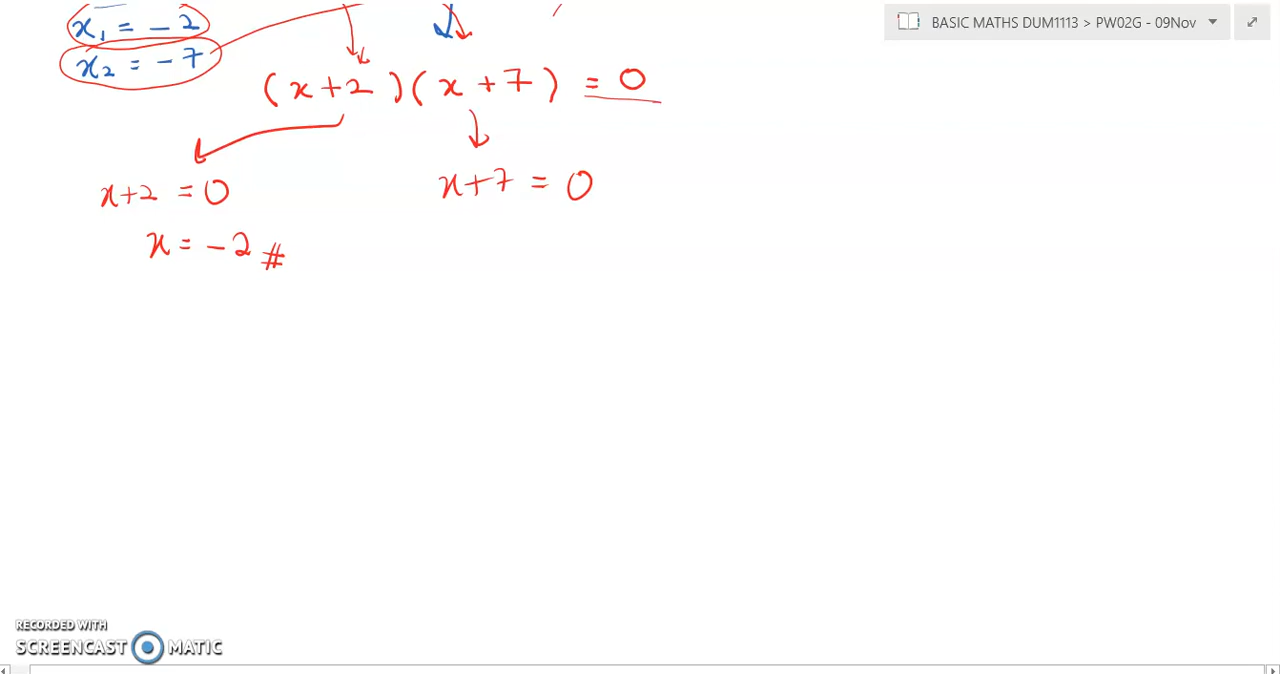 x₁ = -2
x₂ = -7
(x+2)(x+7) = 0
x+2 = 0
x+7 = 0
x = -2 #
BASIC MATHS DUM1113 > PW02G - 09Nov
RECORDED WITH
SCREENCAST MATIC